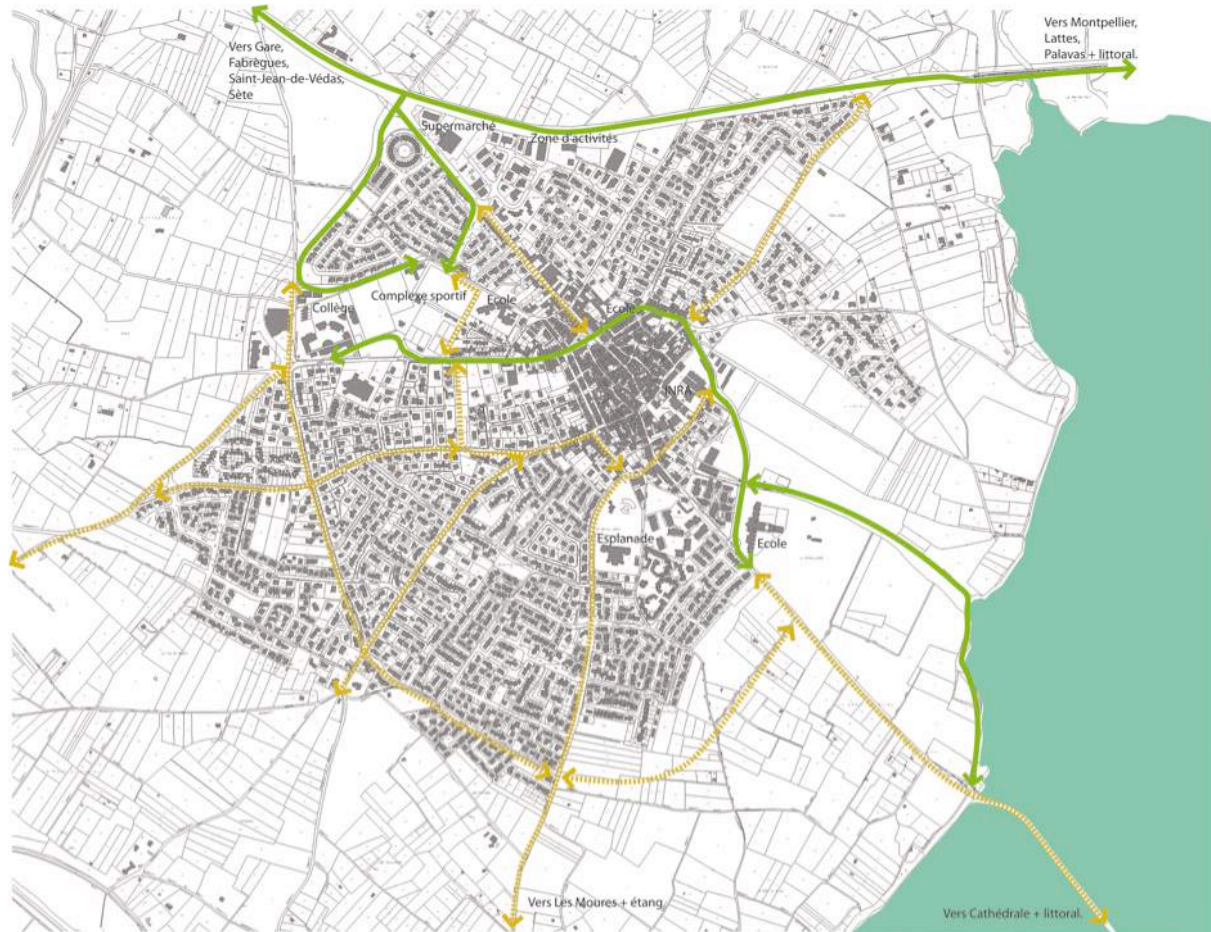 Vers Gare,
Fabrègues,
Saint-Jean-de-Védas,
Sète
Vers Montpellier,
Lattes,
Palavas + littoral.
Supermarché
Zone d'activités
Complexe sportif
Ecole
Ecole
Collège
INRA
Esplanade
Ecole
Vers Les Moures + étang
Vers Cathédrale + littoral.